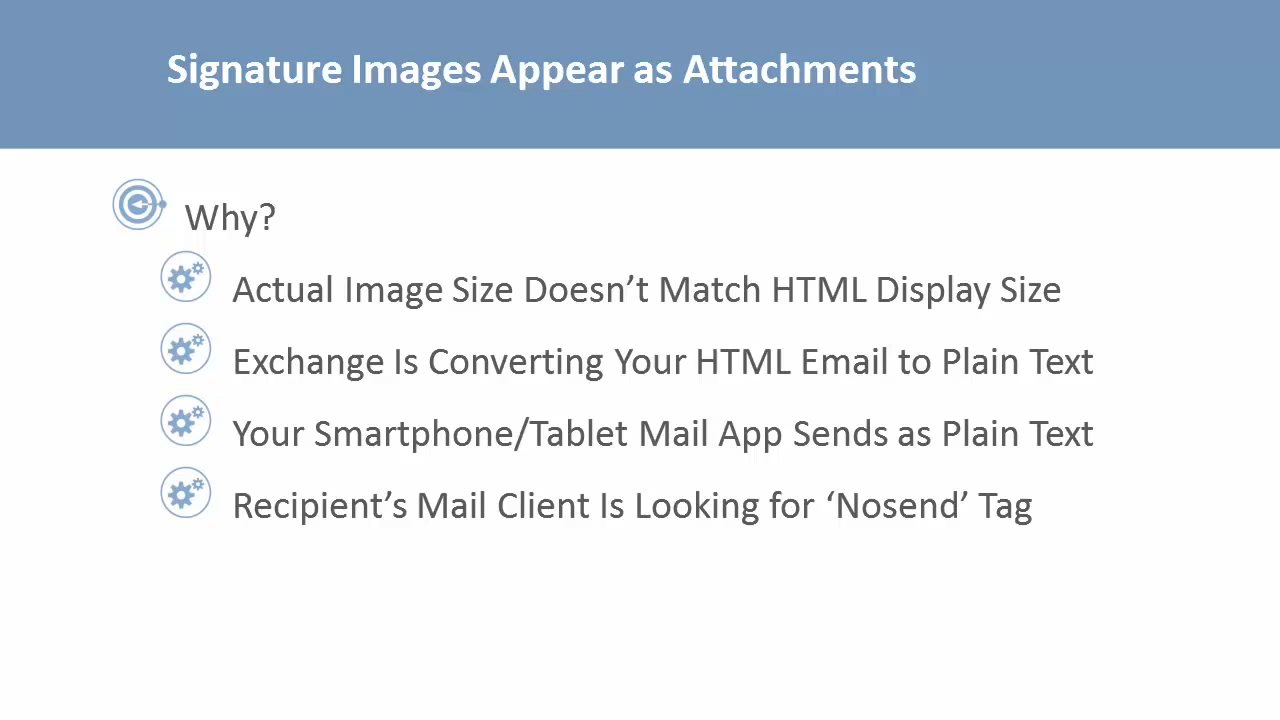 Signature Images Appear as Attachments
Why?
Actual Image Size Doesn’t Match HTML Display Size
Exchange Is Converting Your HTML Email to Plain Text
Your Smartphone/Tablet Mail App Sends as Plain Text
Recipient’s Mail Client Is Looking for ‘Nosend’ Tag